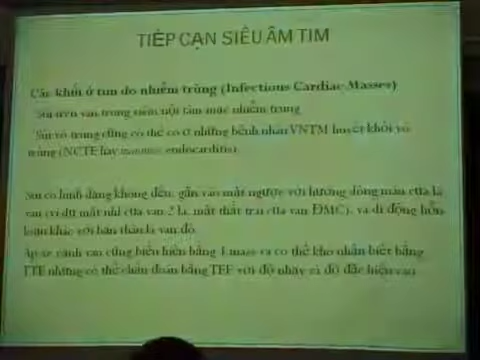 TIẾP CẠN SIÊU ÂM TIM
Các khối ở tim do nhiễm trùng (Infectious Cardiac Masses)
Sùi trên van trong viêm nội tâm mạc nhiễm trùng
Sùi vô trùng cũng có thể có ở những bệnh nhân VNTM huyết khối vô
trùng (NCTE hay endocarditis)
Sùi có hình dạng không đều, gắn vào mặt ngược với hướng dòng máu của lá
van (ví dụ mặt nhĩ của van 2 lá, mặt thất trái của van ĐMC), và di động hỗn
loạn khác với bản thân lá van đó.
Áp xe cạnh van cũng biểu hiện bằng 1 mass và có thể khó nhận biết bằng
TTE nhưng có thể chẩn đoán bằng TEE với độ nhạy và độ đặc hiệu cao